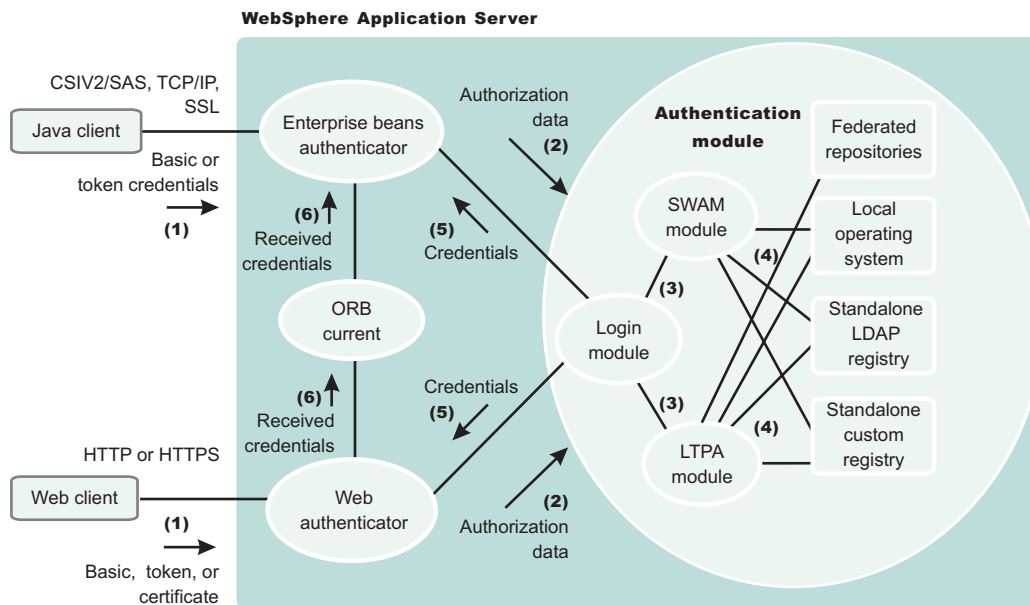 WebSphere Application Server
CSIV2/SAS, TCP/IP,
SSL
Java client
Basic or
token credentials
(1)
Enterprise beans
authenticator
Authorization
data
(2)
Authentication
module
Federated
repositories
SWAM
module
Local
operating
system
(4)
(6)
Received
credentials
(5)
Credentials
(3)
ORB
current
Login
module
Standalone
LDAP
registry
(6)
Received
credentials
Credentials
(5)
(3)
(4)
LTPA
module
Standalone
custom
registry
HTTP or HTTPS
Web client
(1)
Basic, token, or
certificate
Web
authenticator
(2)
Authorization
data